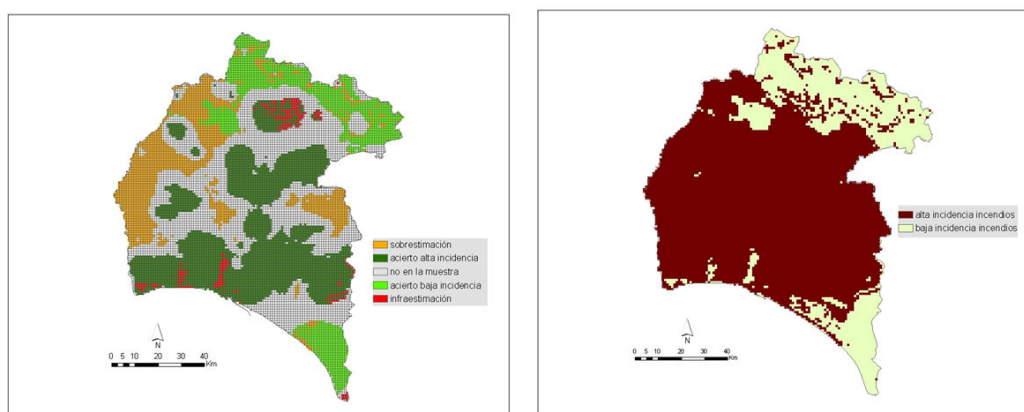 sobrestimación
acierto alta incidencia
no en la muestra
acierto baja incidencia
infraestimación
N
0 5 10 20 30 40
Km
alta incidencia incendios
baja incidencia incendios
N
0 5 10 20 30 40
Km